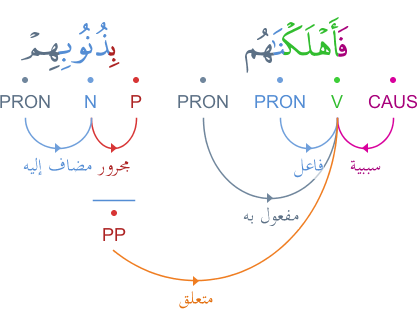 فَأَهْلَكْنَٰهُم بِذُنُوبِهِمْ
CAUS V PRON PRON P N PRON
سببية فاعل مجرور مضاف إليه
مفعول به
PP
متعلق